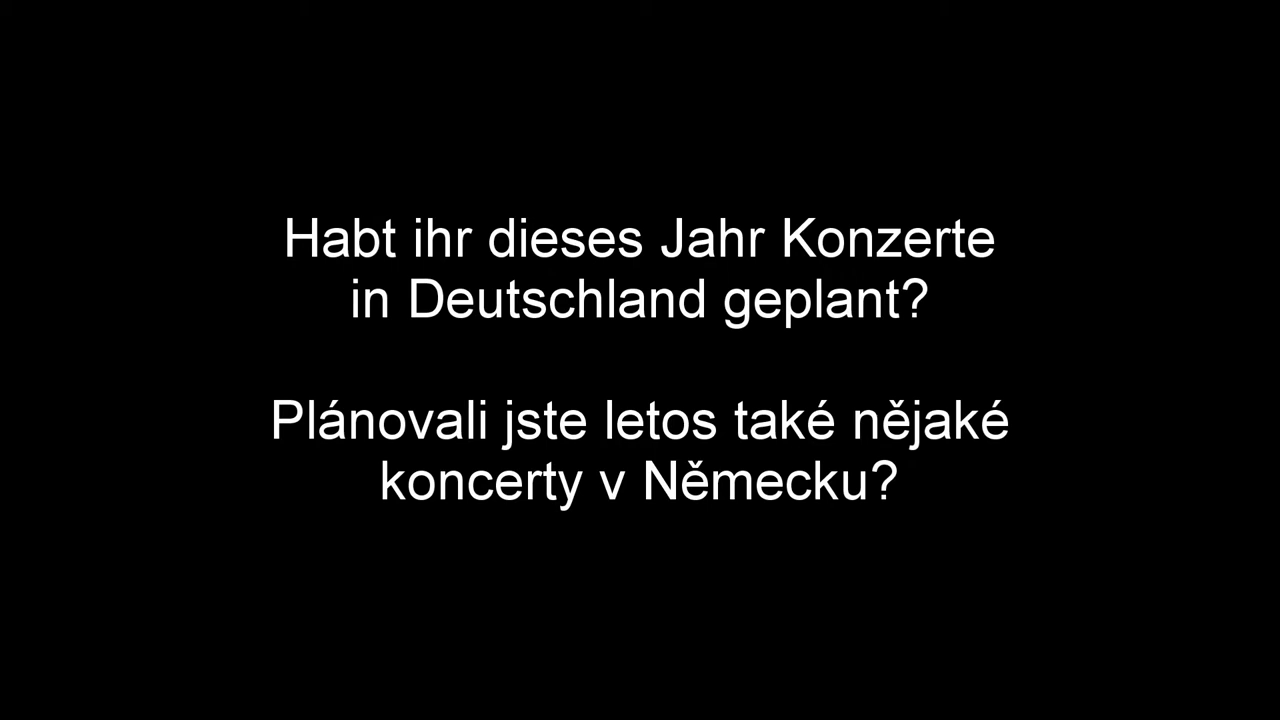 Habt ihr dieses Jahr Konzerte
in Deutschland geplant?
Plánovali jste letos také nějaké
koncerty v Německu?